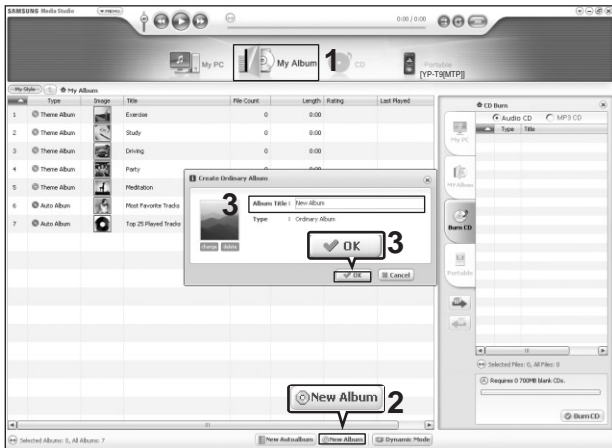 SAMSUNG Media Studio
MENU
0:00 / 0:00
My PC
My Album
1
CD
Portable
[YP-T9[MTP]]
My Style
My Album
Type Image Title File Count Length Rating Last Played
1 Theme Album Exercise 0 0:00
2 Theme Album Study 0 0:00
3 Theme Album Driving 0 0:00
4 Theme Album Party
5 Theme Album Meditation
6 Auto Album Most Favorite Tracks
7 Auto Album Top 25 Played Tracks
Create Ordinary Album
3
Album Title : New Album
Type : Ordinary Album
change delete
OK
3
OK Cancel
CD Burn
Audio CD MP3 CD
Type Title
My PC
My Album
Burn CD
Portable
Selected Files: 0, All Files: 0
Requires 0 700MB blank CDs.
Burn CD
New Album
2
Selected Albums: 0, All Albums: 7
New Autoalbum New Album Dynamic Mode